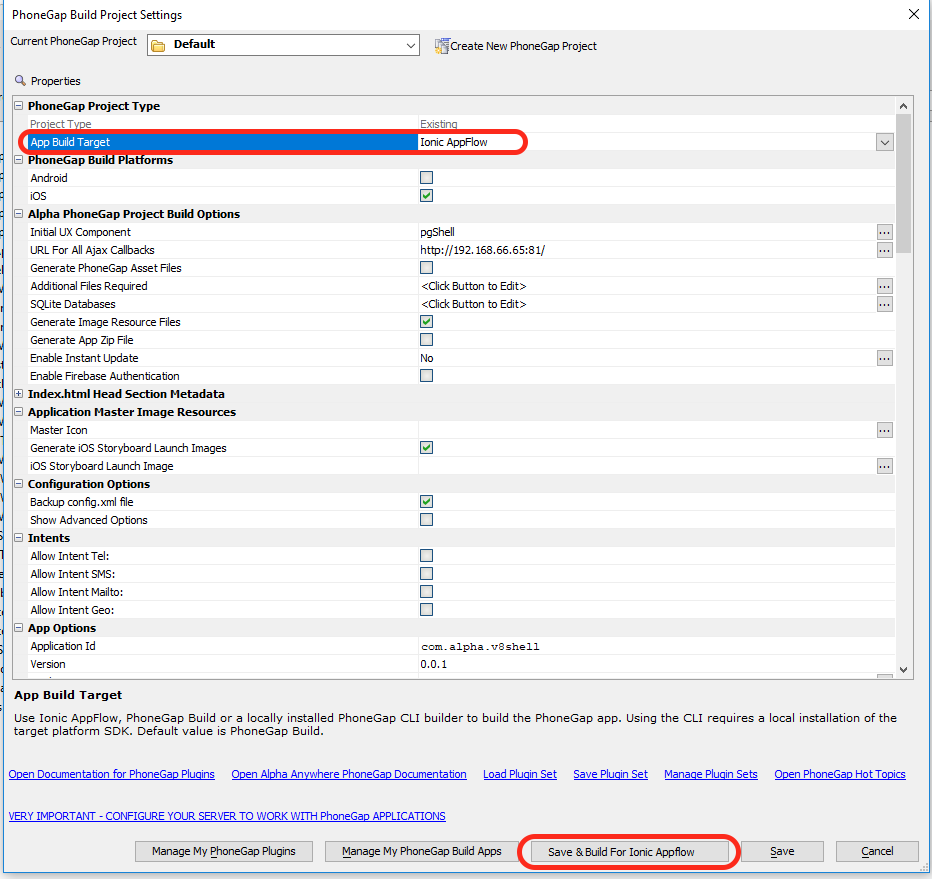 PhoneGap Build Project Settings
Current PhoneGap Project Default Create New PhoneGap Project
Properties
PhoneGap Project Type
Project Type Existing
App Build Target Ionic AppFlow
PhoneGap Build Platforms
Android
iOS
Alpha PhoneGap Project Build Options
Initial UX Component pgShell ...
URL For All Ajax Callbacks http://192.168.66.65:81/ ...
Generate PhoneGap Asset Files
Additional Files Required <Click Button to Edit> ...
SQLite Databases <Click Button to Edit> ...
Generate Image Resource Files
Generate App Zip File
Enable Instant Update No ...
Enable Firebase Authentication
Index.html Head Section Metadata
Application Master Image Resources
Master Icon ...
Generate iOS Storyboard Launch Images
iOS Storyboard Launch Image ...
Configuration Options
Backup config.xml file
Show Advanced Options
Intents
Allow Intent Tel:
Allow Intent SMS:
Allow Intent Mailto:
Allow Intent Geo:
App Options
Application Id com.alpha.v8shell
Version 0.0.1
App Build Target
Use Ionic AppFlow, PhoneGap Build or a locally installed PhoneGap CLI builder to build the PhoneGap app. Using the CLI requires a local installation of the
target platform SDK. Default value is PhoneGap Build.
Open Documentation for PhoneGap Plugins Open Alpha Anywhere PhoneGap Documentation Load Plugin Set Save Plugin Set Manage Plugin Sets Open PhoneGap Hot Topics
VERY IMPORTANT - CONFIGURE YOUR SERVER TO WORK WITH PhoneGap APPLICATIONS
Manage My PhoneGap Plugins Manage My PhoneGap Build Apps Save & Build For Ionic Appflow Save Cancel